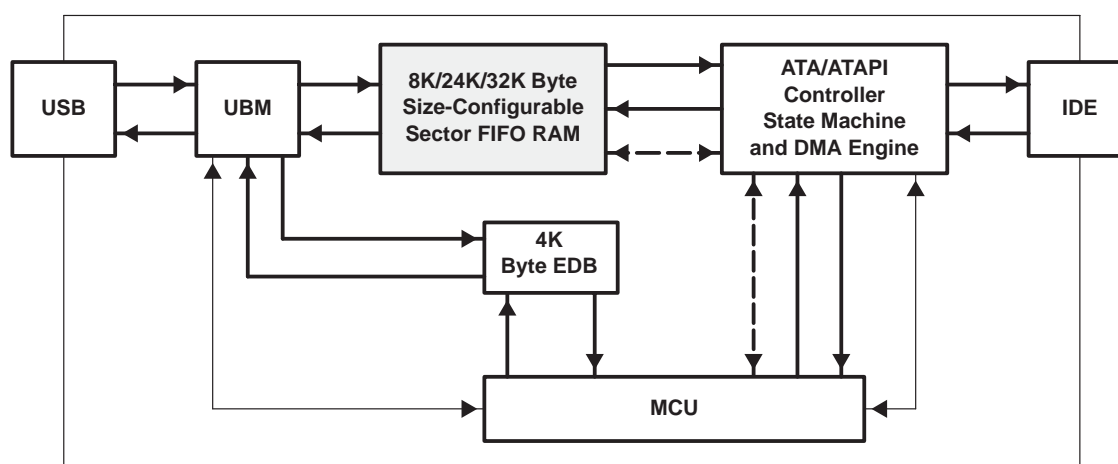 USB
UBM
8K/24K/32K Byte
Size-Configurable
Sector FIFO RAM
ATA/ATAPI
Controller
State Machine
and DMA Engine
IDE
4K
Byte EDB
MCU